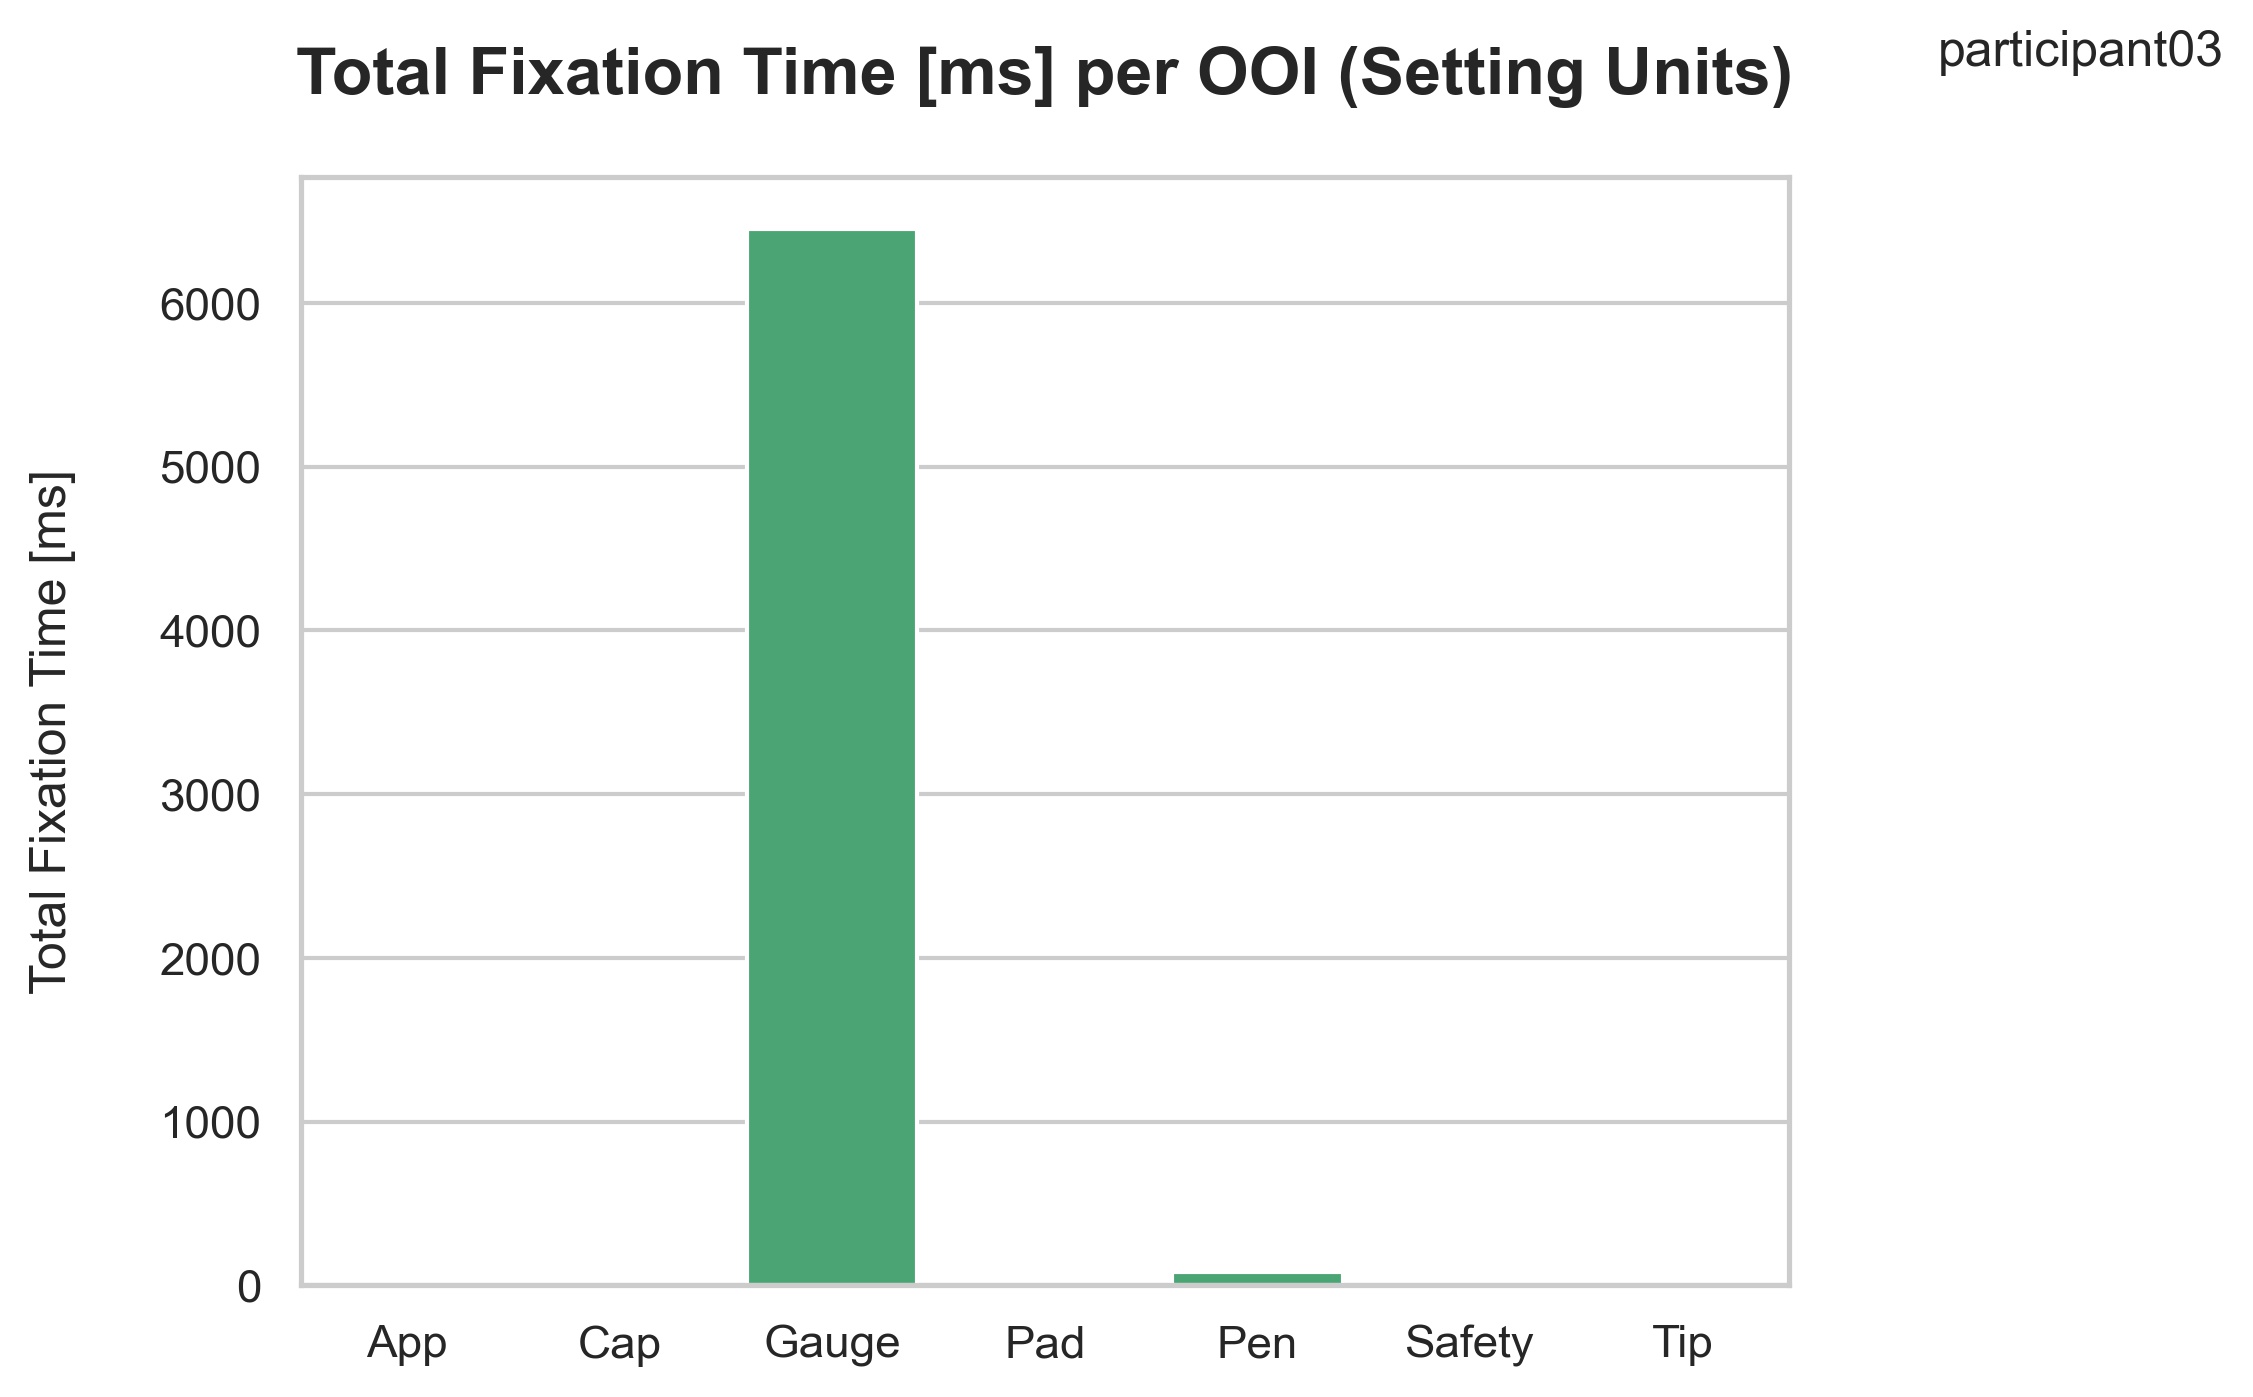 Total Fixation Time [ms] per OOI (Setting Units)
participant03
Total Fixation Time [ms]
6000
5000
4000
3000
2000
1000
0
App Cap Gauge Pad Pen Safety Tip